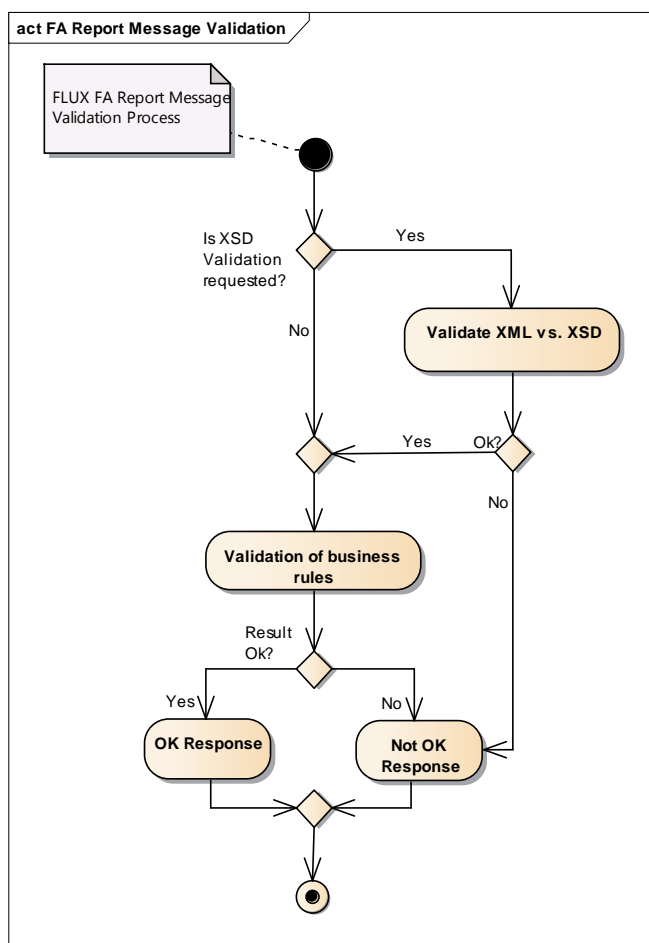 act FA Report Message Validation
FLUX FA Report Message
Validation Process
Is XSD
Validation
requested?
Yes
No
Validate XML vs. XSD
Yes
Ok?
No
Validation of business
rules
Result
Ok?
Yes
No
OK Response
Not OK
Response